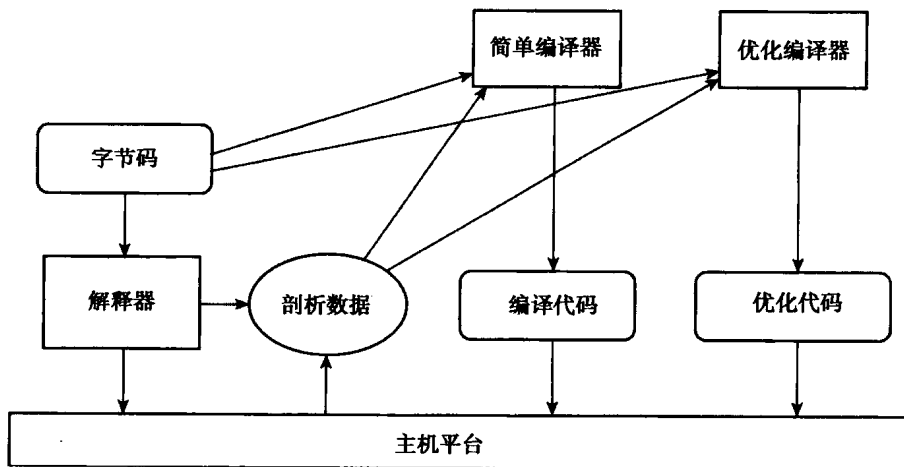 简单编译器
优化编译器
字节码
解释器
剖析数据
编译代码
优化代码
主机平台